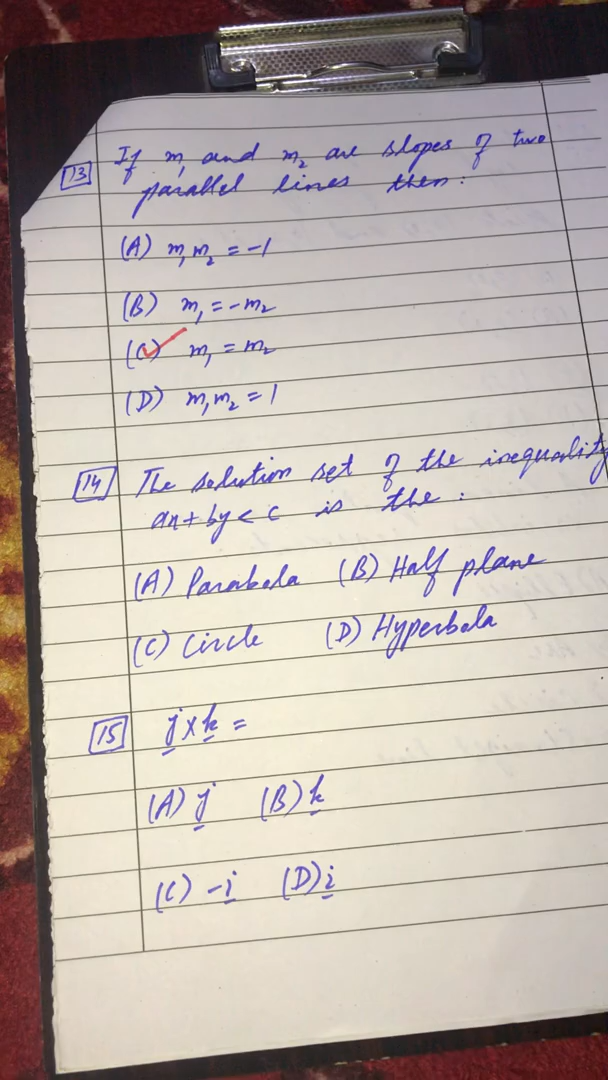 13 If m₁ and m₂ are slopes of two
parallel lines then:
(A) m₁m₂ = -1
(B) m₁ = -m₂
(C) m₁ = m₂
(D) m₁m₂ = 1
14 The solution set of the inequality
ax + by < c is the :
(A) Parabola (B) Half plane
(C) Circle (D) Hyperbola
15 j × k =
(A) j (B) k
(C) -i (D) i